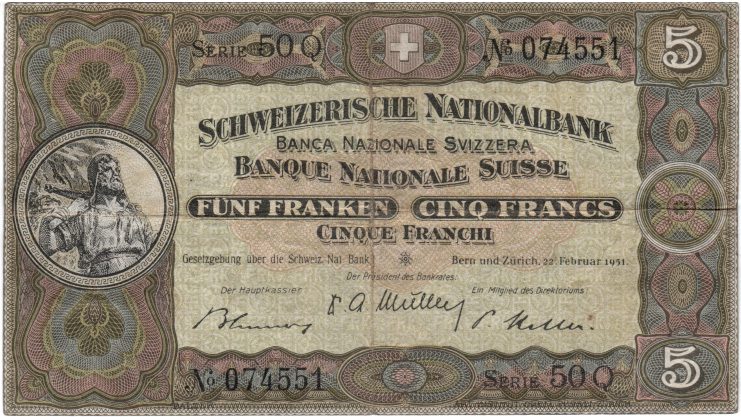 SERIE 50 Q
No 074551
5
SCHWEIZERISCHE NATIONALBANK
BANCA NAZIONALE SVIZZERA
BANQUE NATIONALE SUISSE
FÜNF FRANKEN CINQ FRANCS
CINQUE FRANCHI
Gesetzgebung über die Schweiz. Nat. Bank. Bern und Zürich, 22. Februar 1951.
Der Präsident des Bankrates:
Der Hauptkassier: Ein Mitglied des Direktoriums:
No 074551
SERIE 50 Q
5
BALZER